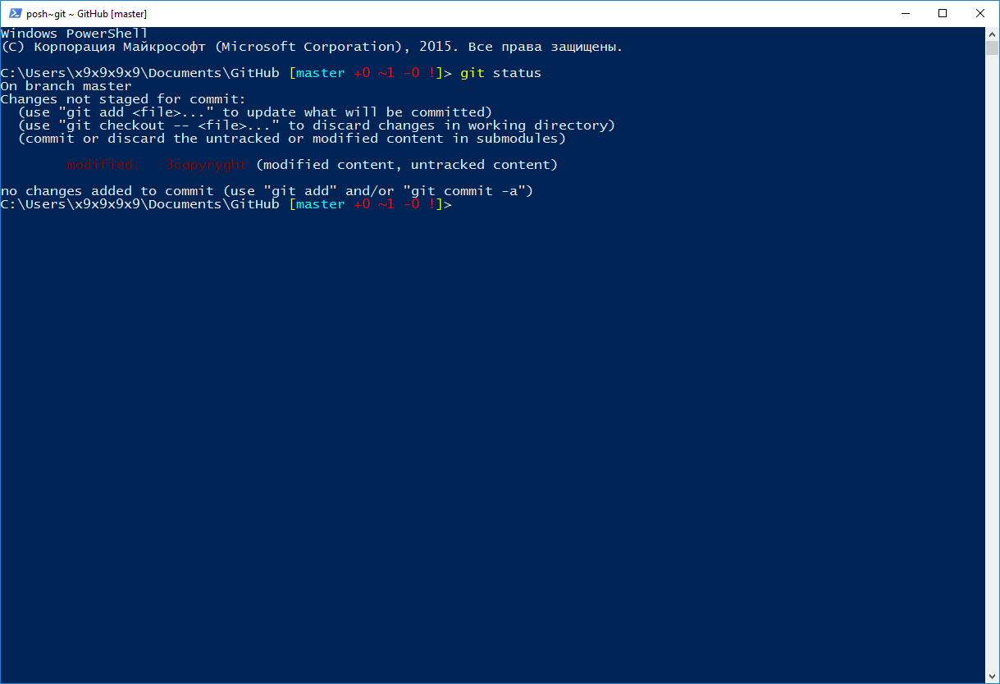 posh~git ~ GitHub [master]
Windows PowerShell
(C) Корпорация Майкрософт (Microsoft Corporation), 2015. Все права защищены.
C:\Users\x9x9x9x9\Documents\GitHub [master +0 ~1 -0 !]> git status
On branch master
Changes not staged for commit:
(use "git add <file>..." to update what will be committed)
(use "git checkout -- <file>..." to discard changes in working directory)
(commit or discard the untracked or modified content in submodules)
modified: 3copyryght (modified content, untracked content)
no changes added to commit (use "git add" and/or "git commit -a")
C:\Users\x9x9x9x9\Documents\GitHub [master +0 ~1 -0 !]>